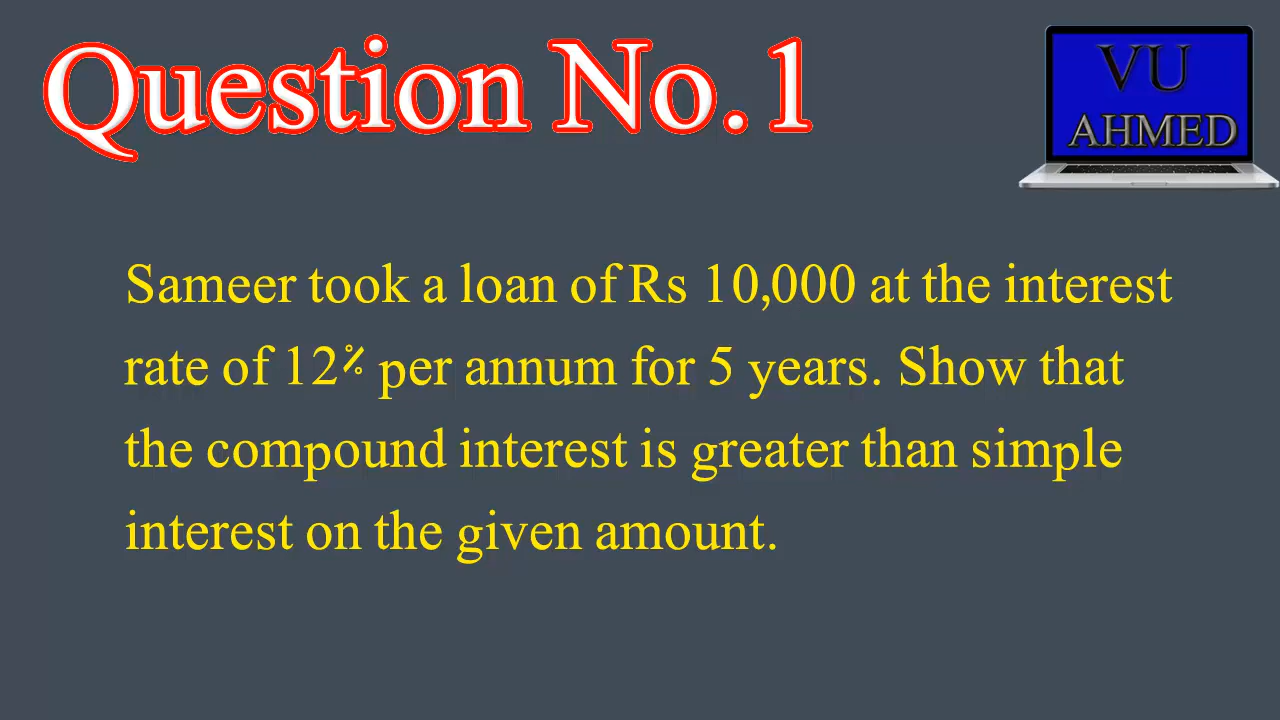 Question No.1
VU
AHMED
Sameer took a loan of Rs 10,000 at the interest
rate of 12٪ per annum for 5 years. Show that
the compound interest is greater than simple
interest on the given amount.